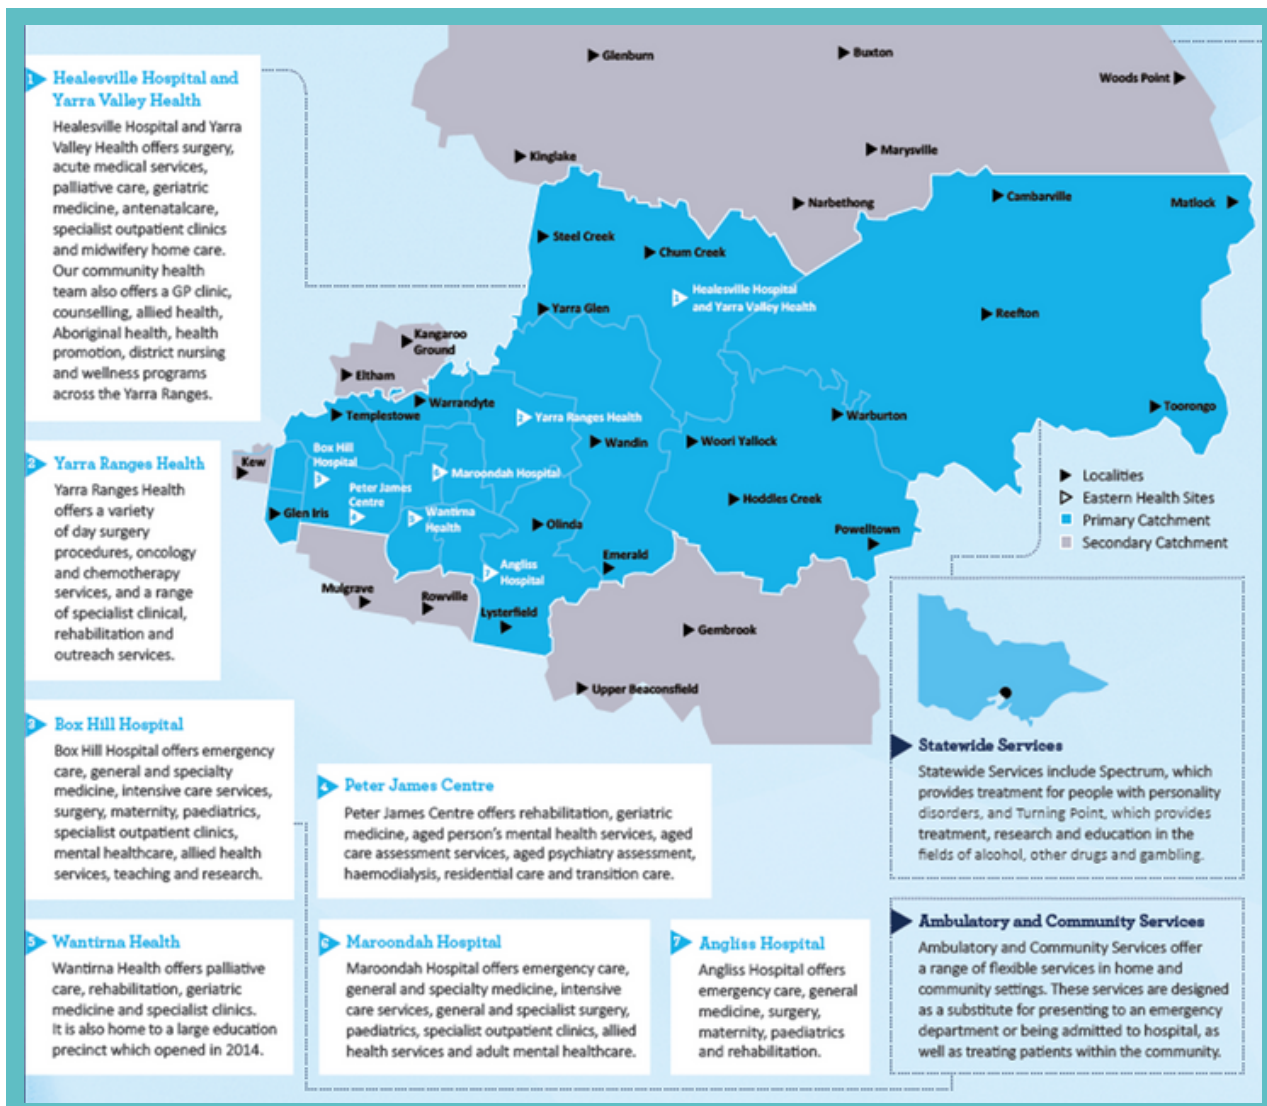 Glenburn
Buxton
Woods Point
1
Healesville Hospital and
Yarra Valley Health
Healesville Hospital and Yarra
Valley Health offers surgery,
acute medical services,
palliative care, geriatric
medicine, antenatalcare,
specialist outpatient clinics
and midwifery home care.
Our community health
team also offers a GP clinic,
counselling, allied health,
Aboriginal health, health
promotion, district nursing
and wellness programs
across the Yarra Ranges.
Kinglake
Marysville
Narbethong
Cambarville
Matlock
Steel Creek
Chum Creek
1
Healesville Hospital
and Yarra Valley Health
Yarra Glen
Reefton
Kangaroo
Ground
Eltham
Warrandyte
Templestowe
2
Yarra Ranges Health
Warburton
Toorongo
Wandin
Woori Yallock
Box Hill
Hospital
3
Kew
Maroondah Hospital
Peter James
Centre
4
Glen Iris
5
Wantirna
Health
Hoddles Creek
Olinda
Powelltown
Emerald
7
Angliss
Hospital
Mulgrave
Rowville
Lysterfield
Gembrook
Upper Beaconsfield
Localities
Eastern Health Sites
Primary Catchment
Secondary Catchment
2
Yarra Ranges Health
Yarra Ranges Health
offers a variety
of day surgery
procedures, oncology
and chemotherapy
services, and a range
of specialist clinical,
rehabilitation and
outreach services.
3
Box Hill Hospital
Box Hill Hospital offers emergency
care, general and specialty
medicine, intensive care services,
surgery, maternity, paediatrics,
specialist outpatient clinics,
mental healthcare, allied health
services, teaching and research.
4
Peter James Centre
Peter James Centre offers rehabilitation, geriatric
medicine, aged person's mental health services, aged
care assessment services, aged psychiatry assessment,
haemodialysis, residential care and transition care.
5
Wantirna Health
Wantirna Health offers palliative
care, rehabilitation, geriatric
medicine and specialist clinics.
It is also home to a large education
precinct which opened in 2014.
6
Maroondah Hospital
Maroondah Hospital offers emergency care,
general and specialty medicine, intensive
care services, general and specialist surgery,
paediatrics, specialist outpatient clinics, allied
health services and adult mental healthcare.
7
Angliss Hospital
Angliss Hospital offers
emergency care, general
medicine, surgery,
maternity, paediatrics
and rehabilitation.
Statewide Services
Statewide Services include Spectrum, which
provides treatment for people with personality
disorders, and Turning Point, which provides
treatment, research and education in the
fields of alcohol, other drugs and gambling.
Ambulatory and Community Services
Ambulatory and Community Services offer
a range of flexible services in home and
community settings. These services are designed
as a substitute for presenting to an emergency
department or being admitted to hospital, as
well as treating patients within the community.